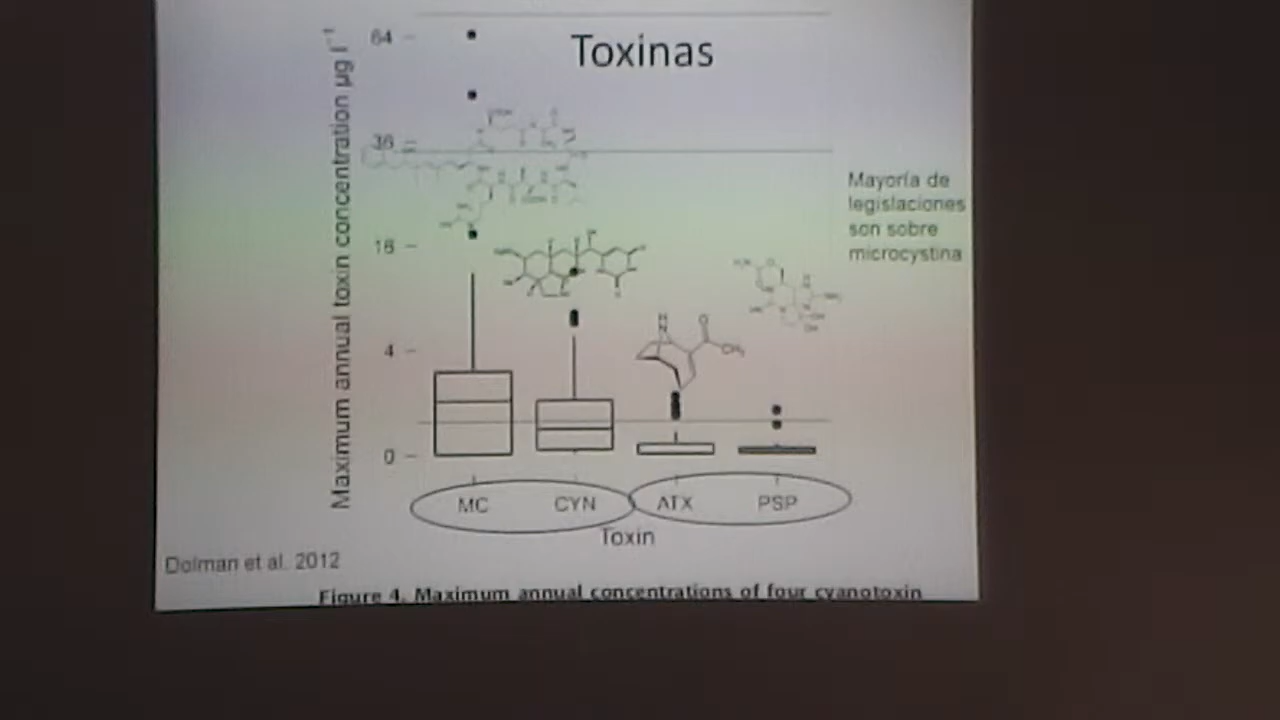 Toxinas
Maximum annual toxin concentration µg l⁻¹
64
36
16
4
0
Mayoría de
legislaciones
son sobre
microcystina
MC
CYN
ATX
PSP
Toxin
Dolman et al. 2012
Figure 4. Maximum annual concentrations of four cyanotoxin